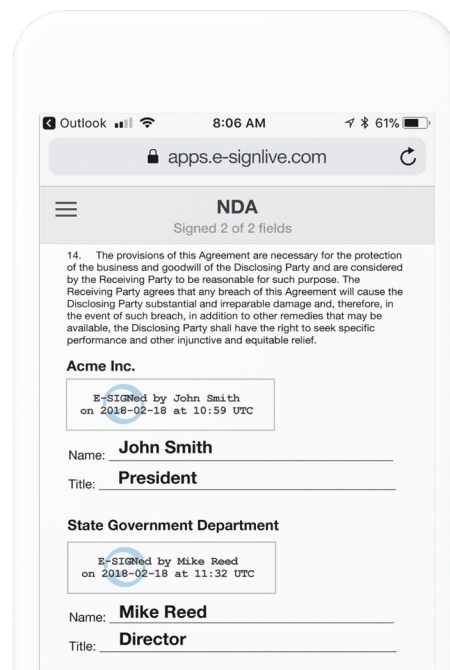 Outlook 8:06 AM 61%
apps.e-signlive.com
NDA
Signed 2 of 2 fields
14. The provisions of this Agreement are necessary for the protection
of the business and goodwill of the Disclosing Party and are considered
by the Receiving Party to be reasonable for such purpose. The
Receiving Party agrees that any breach of this Agreement will cause the
Disclosing Party substantial and irreparable damage and, therefore, in
the event of such breach, in addition to other remedies that may be
available, the Disclosing Party shall have the right to seek specific
performance and other injunctive and equitable relief.
Acme Inc.
E-SIGNed by John Smith
on 2018-02-18 at 10:59 UTC
Name: John Smith
Title: President
State Government Department
E-SIGNed by Mike Reed
on 2018-02-18 at 11:32 UTC
Name: Mike Reed
Title: Director